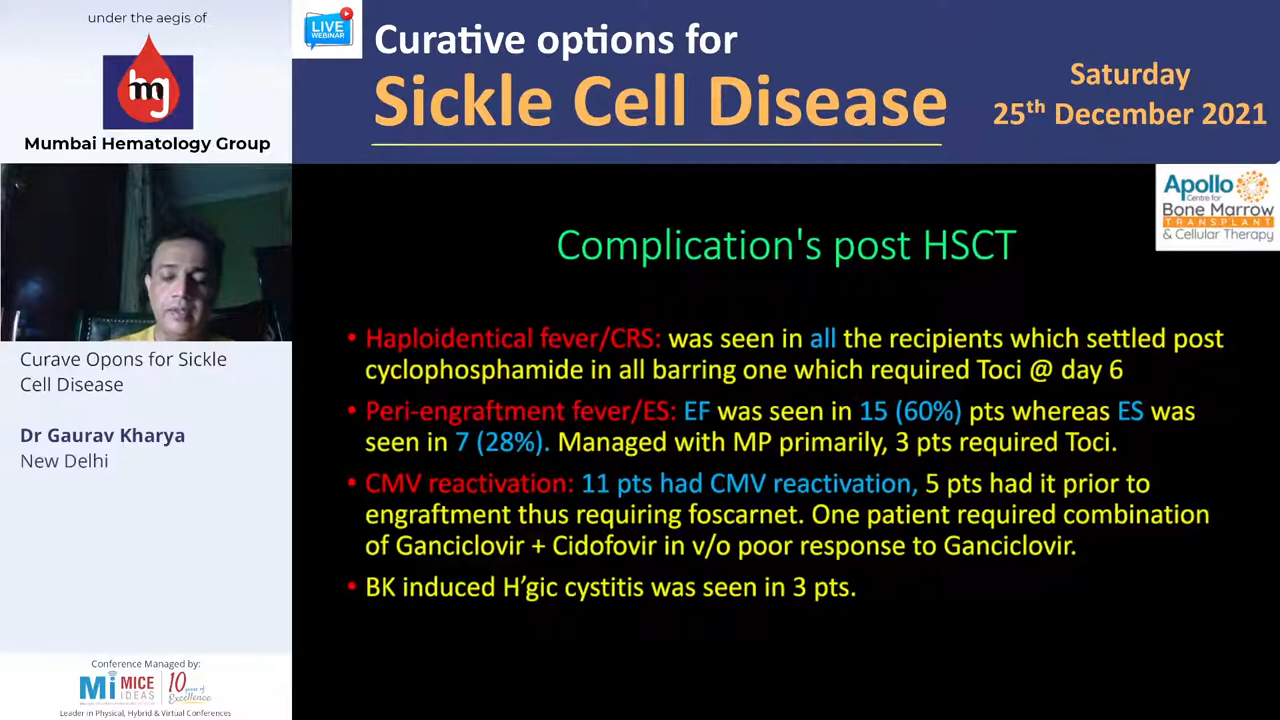 under the aegis of
hg
Mumbai Hematology Group
LIVE
WEBINAR
Curative options for
Sickle Cell Disease
Saturday
25th December 2021
Apollo
Centre for
Bone Marrow
TRANSPLANT
& Cellular Therapy
Complication's post HSCT
• Haploidentical fever/CRS: was seen in all the recipients which settled post
cyclophosphamide in all barring one which required Toci @ day 6
• Peri-engraftment fever/ES: EF was seen in 15 (60%) pts whereas ES was
seen in 7 (28%). Managed with MP primarily, 3 pts required Toci.
• CMV reactivation: 11 pts had CMV reactivation, 5 pts had it prior to
engraftment thus requiring foscarnet. One patient required combination
of Ganciclovir + Cidofovir in v/o poor response to Ganciclovir.
• BK induced H’gic cystitis was seen in 3 pts.
Curave Opons for Sickle
Cell Disease
Dr Gaurav Kharya
New Delhi
Conference Managed by:
Mi MICE
IDEAS
10 years of
Excellence
Leader in Physical, Hybrid & Virtual Conferences